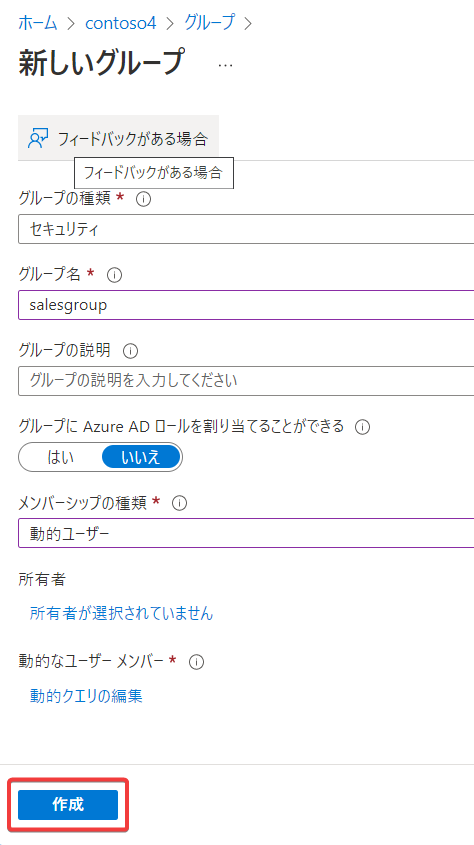 ホーム > contoso4 > グループ >
新しいグループ ...
フィードバックがある場合
フィードバックがある場合
グループの種類 *
セキュリティ
グループ名 *
salesgroup
グループの説明
グループの説明を入力してください
グループに Azure AD ロールを割り当てることができる
はい いいえ
メンバーシップの種類 *
動的ユーザー
所有者
所有者が選択されていません
動的なユーザー メンバー *
動的クエリの編集
作成